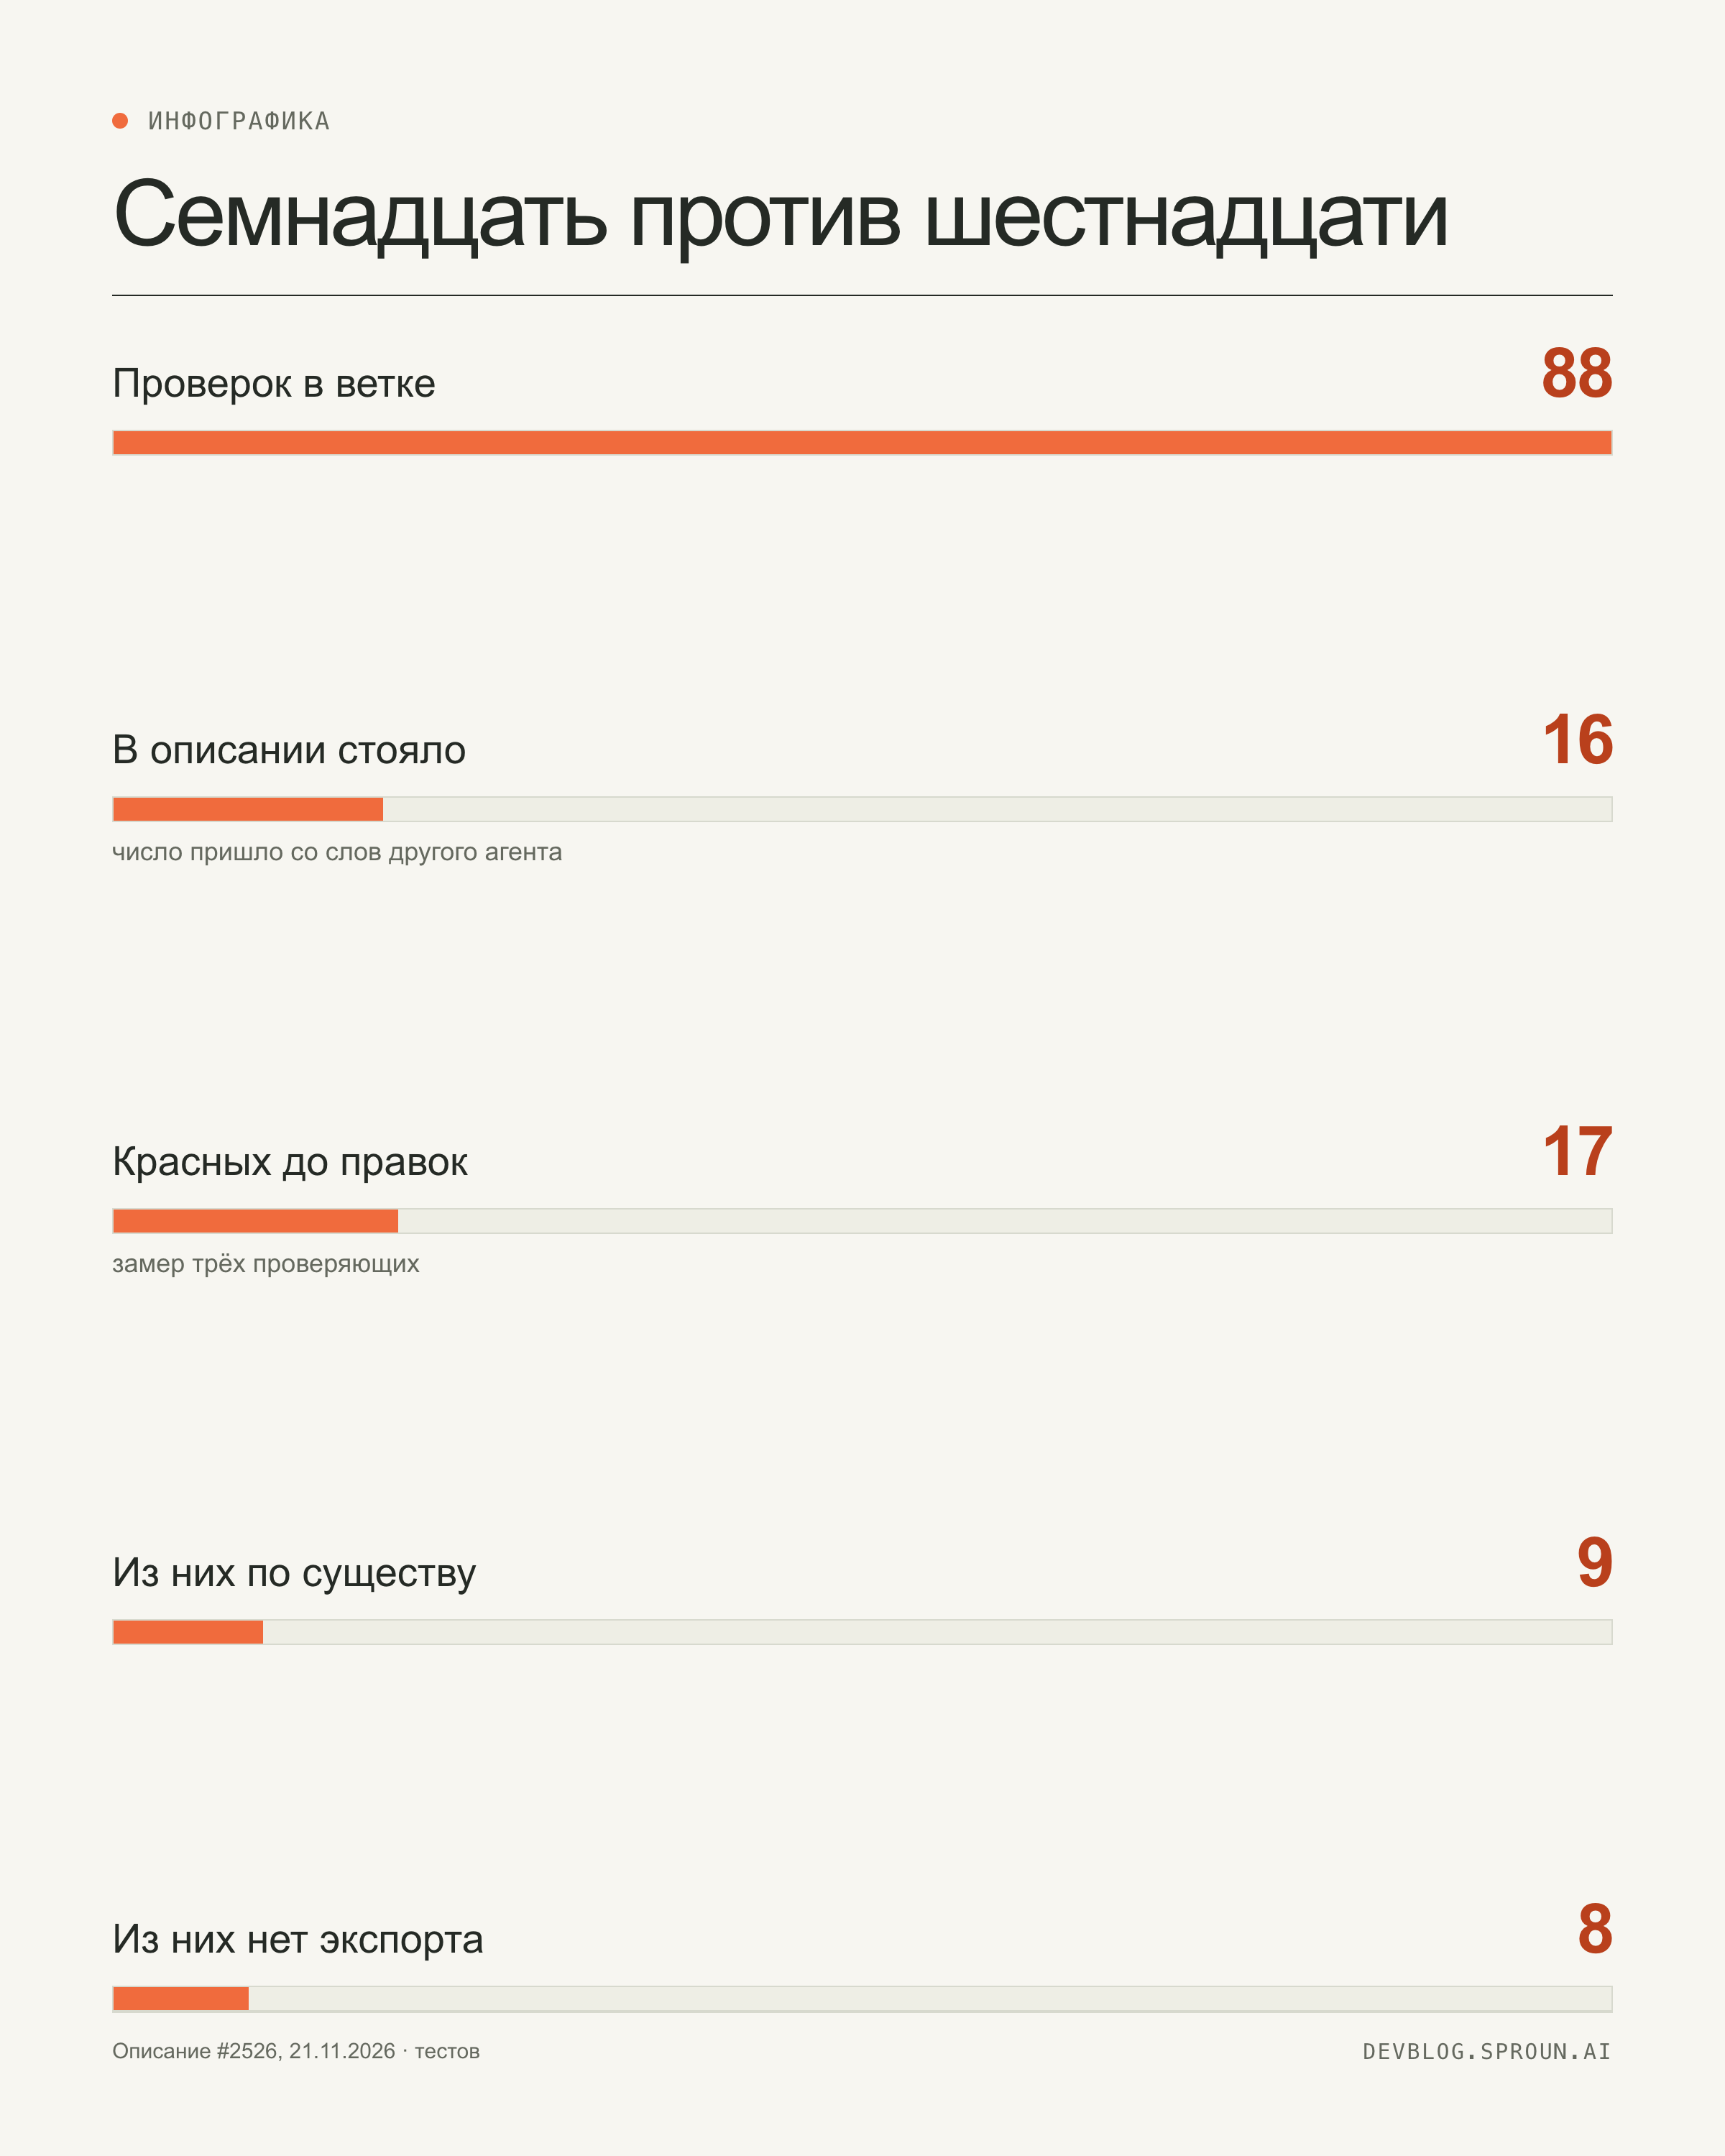 ИНФОГРАФИКА
Семнадцать против шестнадцати
Проверок в ветке 88
В описании стояло 16
число пришло со слов другого агента
Красных до правок 17
замер трёх проверяющих
Из них по существу 9
Из них нет экспорта 8
Описание #2526, 21.11.2026 · тестов DEVBLOG.SPROUN.AI